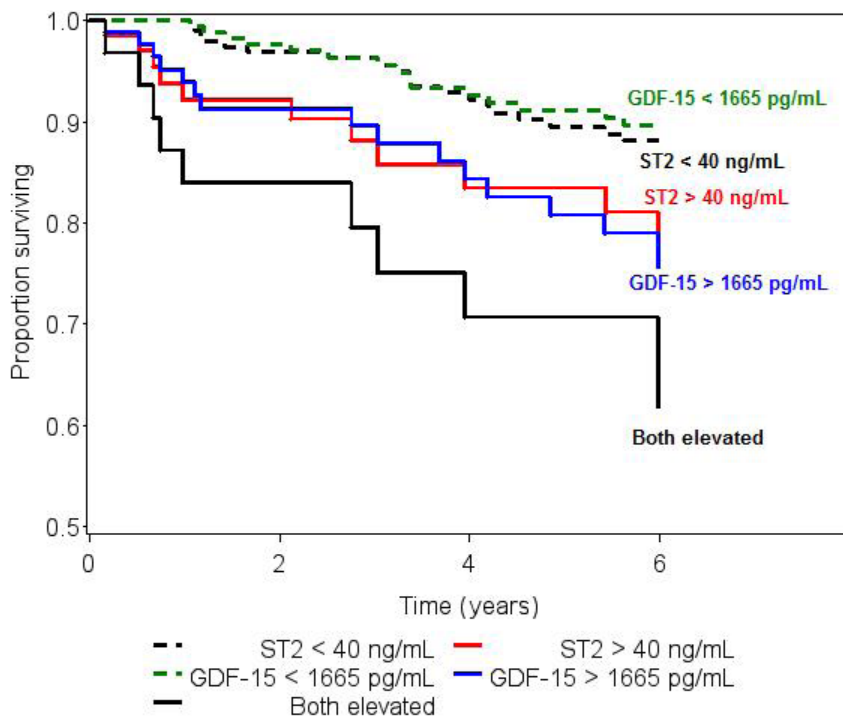 1.0
0.9
0.8
0.7
0.6
0.5
Proportion surviving
GDF-15 < 1665 pg/mL
ST2 < 40 ng/mL
ST2 > 40 ng/mL
GDF-15 > 1665 pg/mL
Both elevated
0 2 4 6
Time (years)
ST2 < 40 ng/mL ST2 > 40 ng/mL
GDF-15 < 1665 pg/mL GDF-15 > 1665 pg/mL
Both elevated